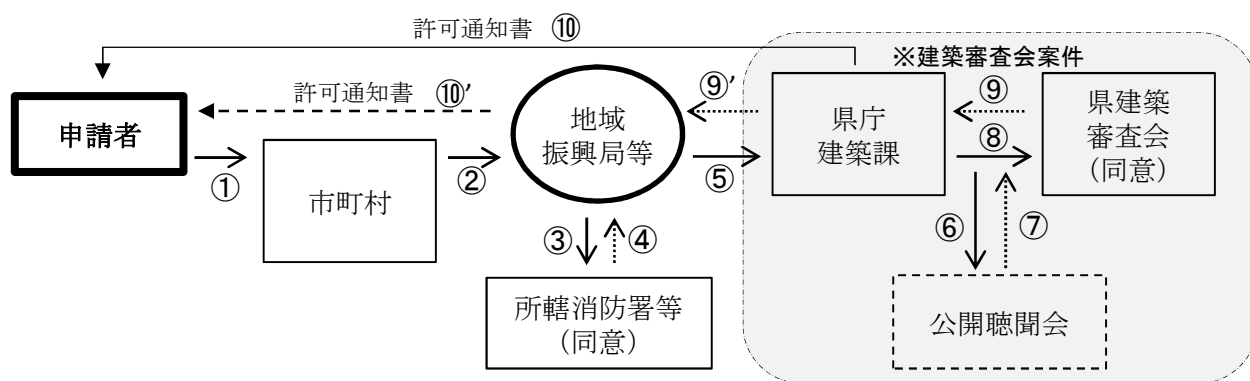 許可通知書 ⑩
※建築審査会案件
許可通知書 ⑩′
⑨′
⑨
申請者
地域
振興局等
県庁
建築課
県建築
審査会
(同意)
①
市町村
②
⑤
⑧
③
④
⑥
⑦
所轄消防署等
(同意)
公開聴聞会